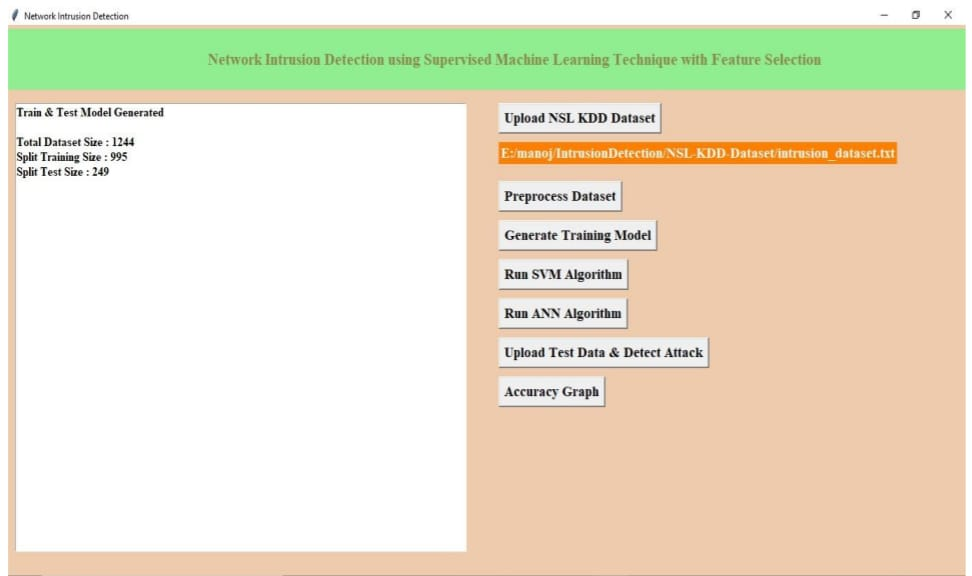 Network Intrusion Detection
Network Intrusion Detection using Supervised Machine Learning Technique with Feature Selection
Train & Test Model Generated
Total Dataset Size : 1244
Split Training Size : 995
Split Test Size : 249
Upload NSL KDD Dataset
E:/manoj/IntrusionDetection/NSL-KDD-Dataset/intrusion_dataset.txt
Preprocess Dataset
Generate Training Model
Run SVM Algorithm
Run ANN Algorithm
Upload Test Data & Detect Attack
Accuracy Graph